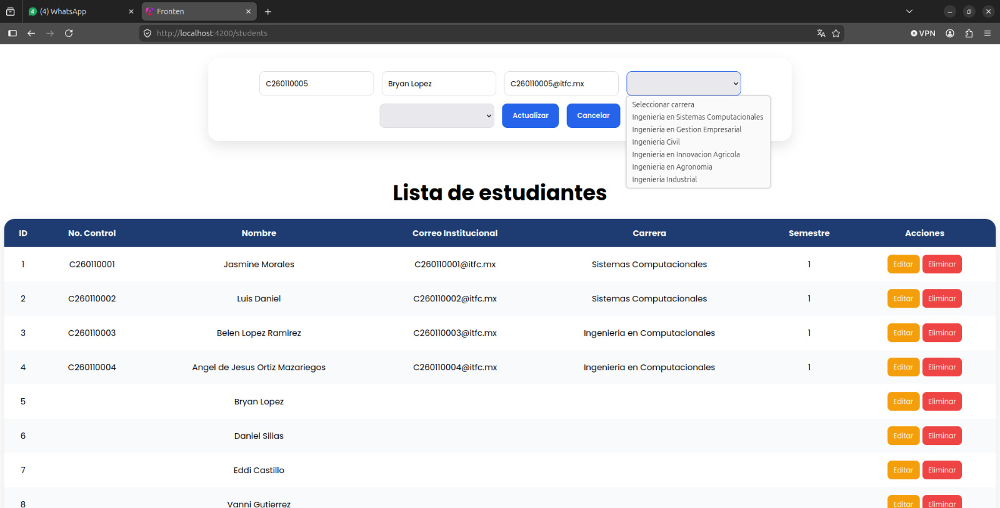 4 (4) WhatsApp
Fronten
http://localhost:4200/students
VPN
C260110005 Bryan Lopez C260110005@itfc.mx
Actualizar Cancelar
Seleccionar carrera
Ingenieria en Sistemas Computacionales
Ingenieria en Gestion Empresarial
Ingenieria Civil
Ingenieria en Innovacion Agricola
Ingenieria en Agronomia
Ingenieria Industrial
Lista de estudiantes
ID No. Control Nombre Correo Institucional Carrera Semestre Acciones
1 C260110001 Jasmine Morales C260110001@itfc.mx Sistemas Computacionales 1 Editar Eliminar
2 C260110002 Luis Daniel C260110002@itfc.mx Sistemas Computacionales 1 Editar Eliminar
3 C260110003 Belen Lopez Ramirez C260110003@itfc.mx Ingenieria en Computacionales 1 Editar Eliminar
4 C260110004 Angel de Jesus Ortiz Mazariegos C260110004@itfc.mx Ingenieria en Computacionales 1 Editar Eliminar
5 Bryan Lopez Editar Eliminar
6 Daniel Silias Editar Eliminar
7 Eddi Castillo Editar Eliminar
8 Vanni Gutierrez Editar Eliminar